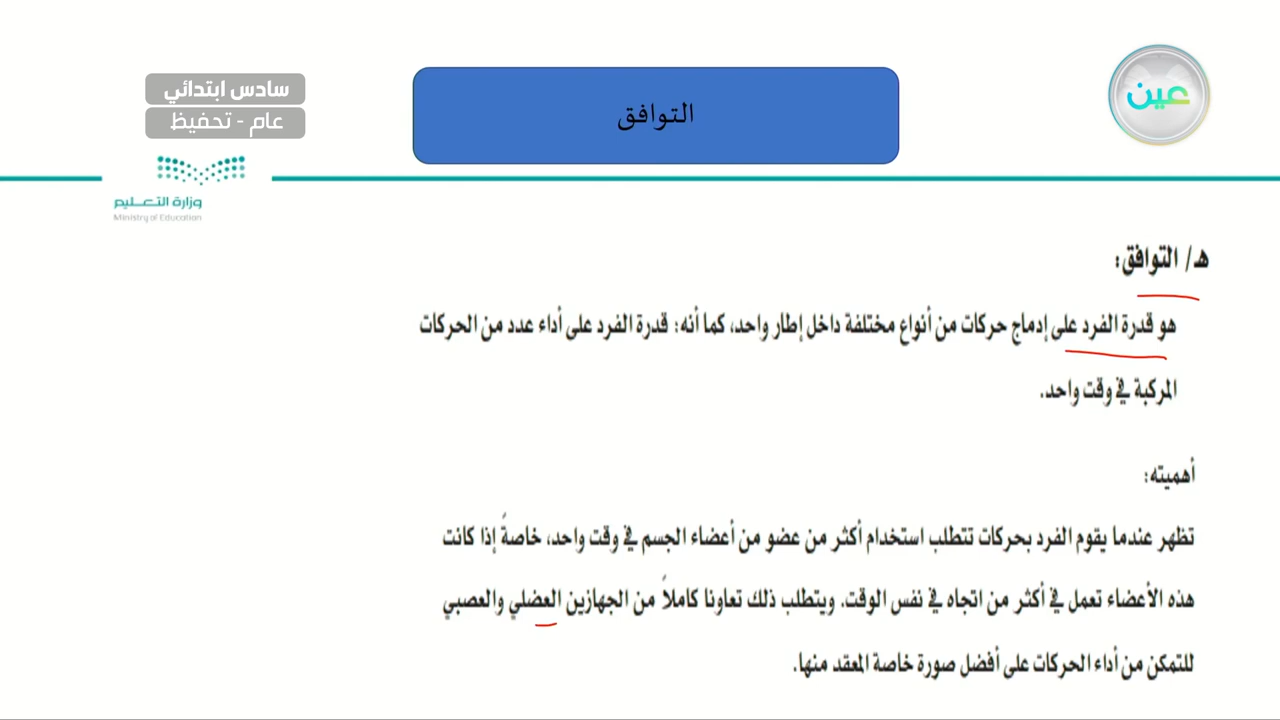 سادس ابتدائي
عام - تحفيظ
التوافق
عين
وزارة التعليم
Ministry of Education
هـ/ التوافق:
هو قدرة الفرد على إدماج حركات من أنواع مختلفة داخل إطار واحد، كما أنه: قدرة الفرد على أداء عدد من الحركات
المركبة في وقت واحد.
أهميته:
تظهر عندما يقوم الفرد بحركات تتطلب استخدام أكثر من عضو من أعضاء الجسم في وقت واحد، خاصةً إذا كانت
هذه الأعضاء تعمل في أكثر من اتجاه في نفس الوقت. ويتطلب ذلك تعاونا كاملاً من الجهازين العضلي والعصبي
للتمكن من أداء الحركات على أفضل صورة خاصة المعقد منها.